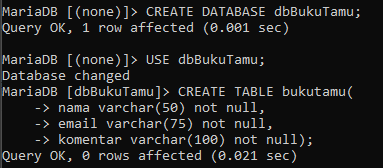 MariaDB [(none)]> CREATE DATABASE dbBukuTamu;
Query OK, 1 row affected (0.001 sec)

MariaDB [(none)]> USE dbBukuTamu;
Database changed
MariaDB [dbBukuTamu]> CREATE TABLE bukutamu(
    -> nama varchar(50) not null,
    -> email varchar(75) not null,
    -> komentar varchar(100) not null);
Query OK, 0 rows affected (0.021 sec)